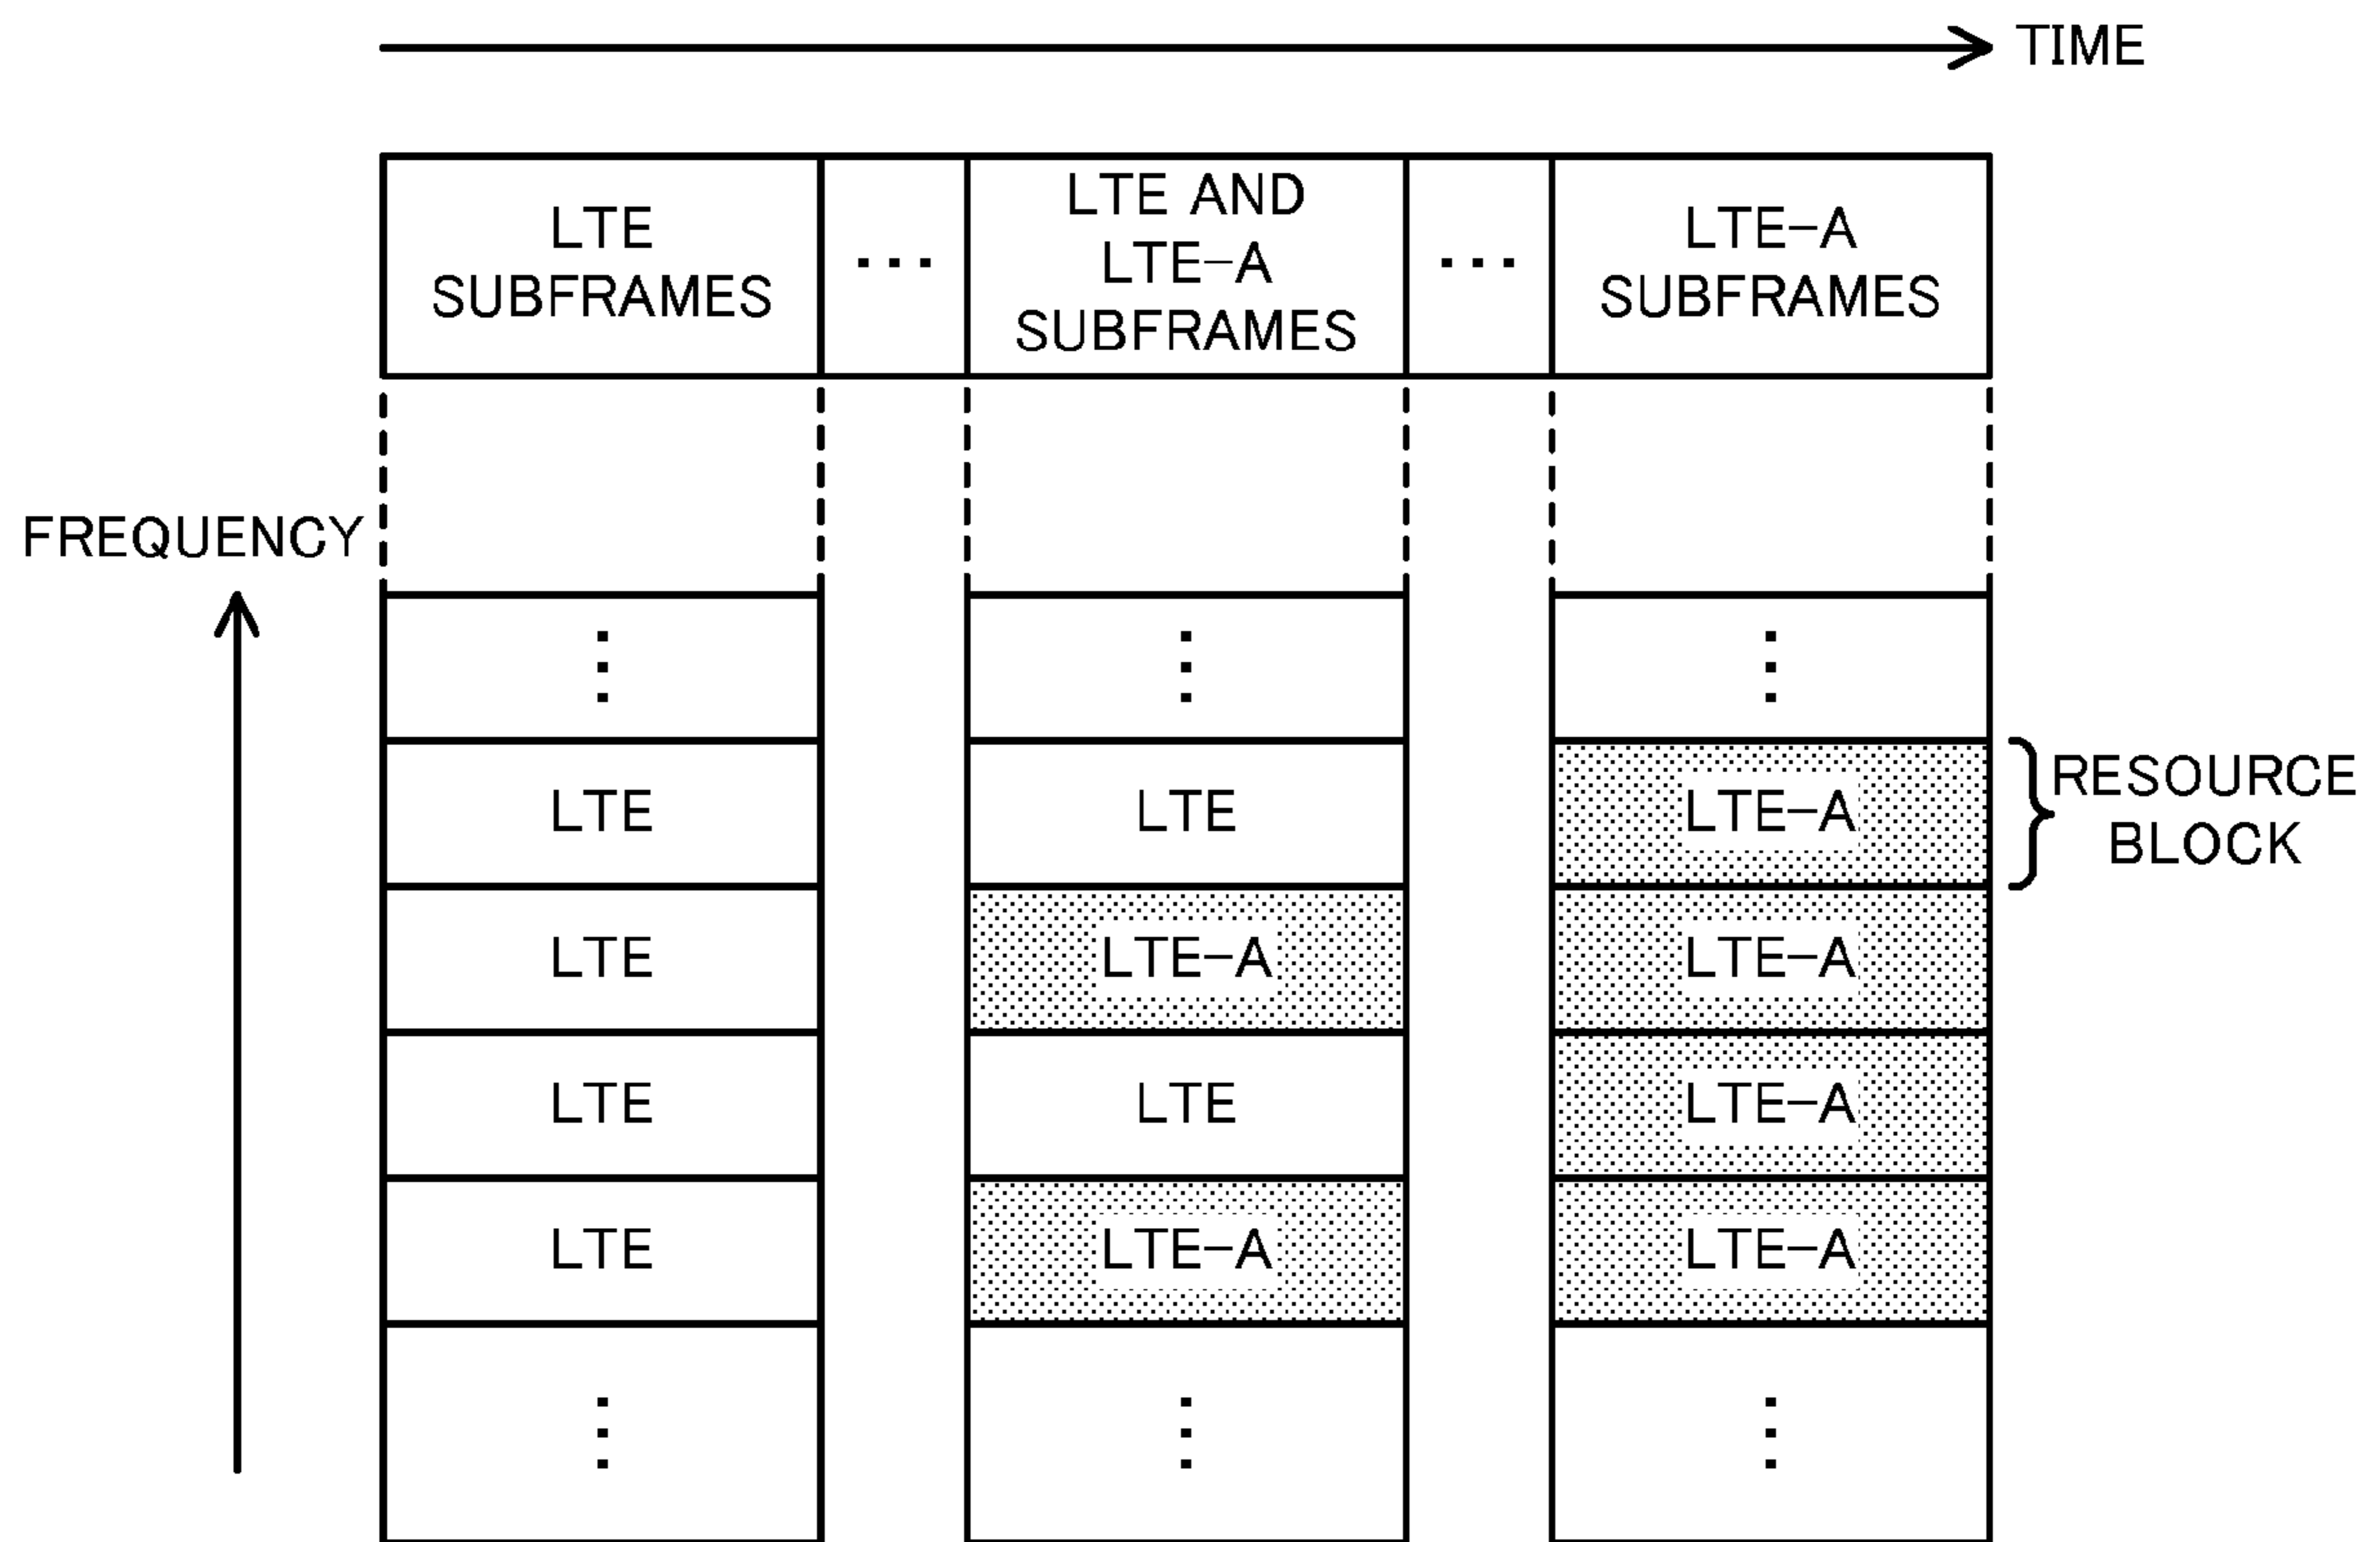 TIME
LTE
SUBFRAMES
...
LTE AND
LTE-A
SUBFRAMES
...
LTE-A
SUBFRAMES
FREQUENCY
LTE
LTE
LTE-A
RESOURCE
BLOCK
LTE
LTE-A
LTE-A
LTE
LTE
LTE-A
LTE
LTE-A
LTE-A